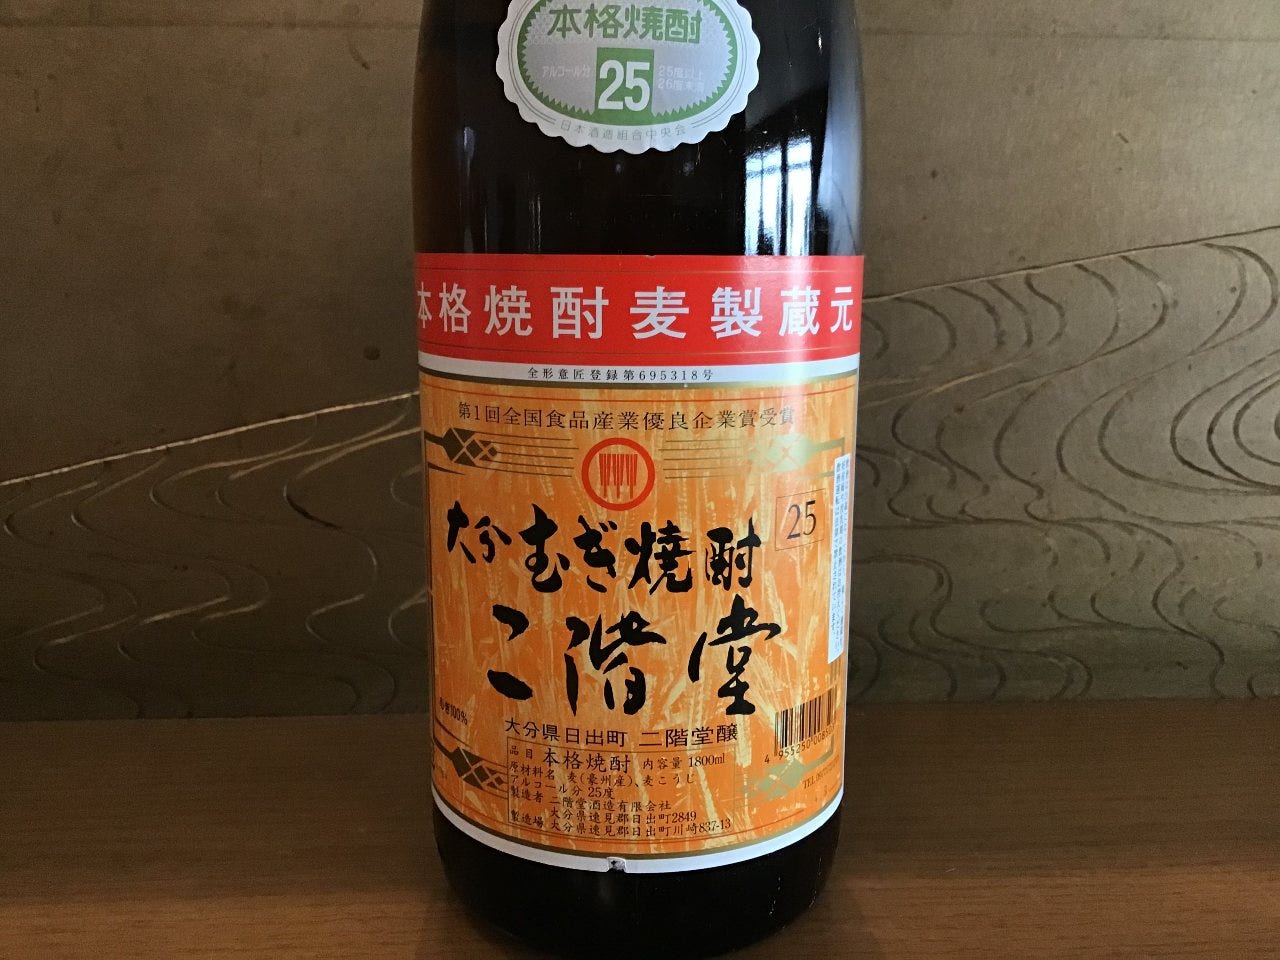 本格焼酎
アルコール分
25
25度以上
26度未満
日本酒造組合中央会
本格焼酎麦製蔵元
全形意匠登録第695318号
第1回全国食品産業優良企業賞受賞
25
大分むぎ焼酎
二階堂
100%
大分県日出町 二階堂醸
品目 本格焼酎 内容量 1800ml
原材料名 麦(豪州産)、麦こうじ
アルコール分 25度
製造者 二階堂酒造有限会社
大分県速見郡日出町2849
製造場 大分県速見郡日出町川崎837-13